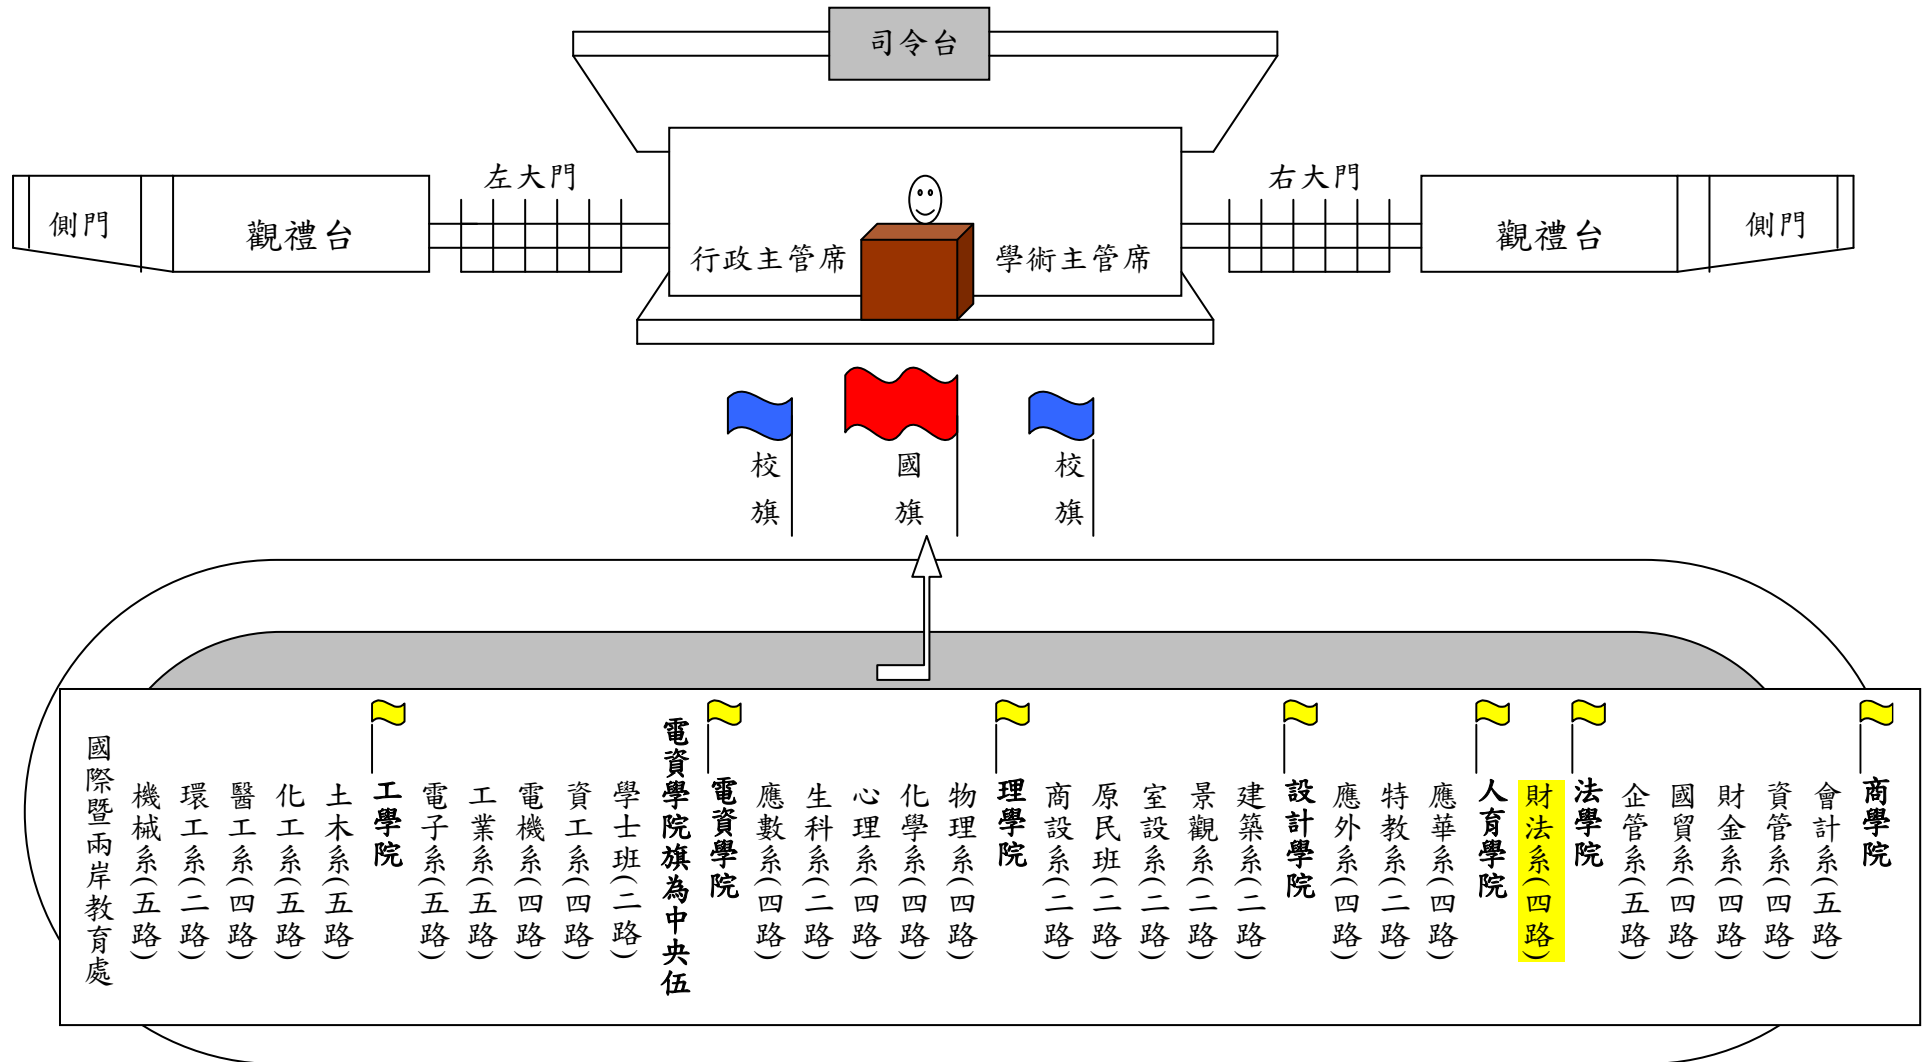 司令台
左大門
右大門
側門
觀禮台
行政主管席
學術主管席
觀禮台
側門
校旗
國旗
校旗
國際暨兩岸教育處
機械系(五路)
環工系(二路)
醫工系(四路)
化工系(五路)
土木系(五路)
工學院
電子系(五路)
工業系(五路)
電機系(四路)
資工系(四路)
學士班(二路)
電資學院旗為中央伍
電資學院
應數系(四路)
生科系(二路)
心理系(四路)
化學系(四路)
物理系(四路)
理學院
商設系(二路)
原民班(二路)
室設系(二路)
景觀系(二路)
建築系(二路)
設計學院
應外系(四路)
特教系(二路)
應華系(四路)
人育學院
財法系(四路)
法學院
企管系(五路)
國貿系(四路)
財金系(四路)
資管系(四路)
會計系(五路)
商學院